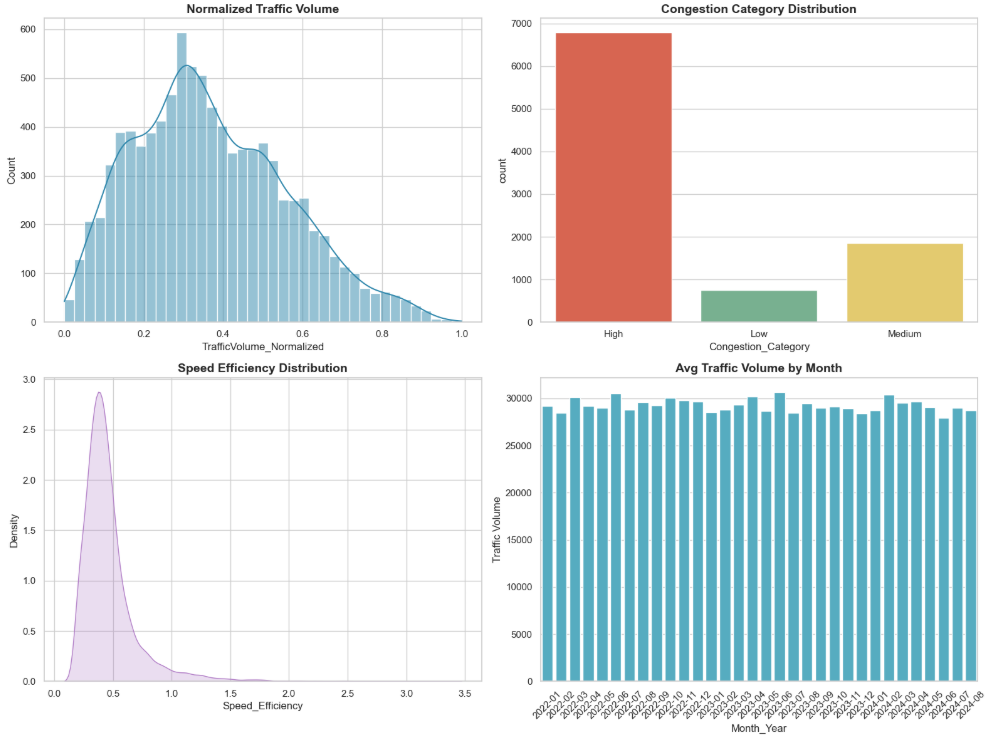 Normalized Traffic Volume
Count
600
500
400
300
200
100
0
0.0 0.2 0.4 0.6 0.8 1.0
TrafficVolume_Normalized
Congestion Category Distribution
count
7000
6000
5000
4000
3000
2000
1000
0
High Low Medium
Congestion_Category
Speed Efficiency Distribution
Density
3.0
2.5
2.0
1.5
1.0
0.5
0.0
0.0 0.5 1.0 1.5 2.0 2.5 3.0 3.5
Speed_Efficiency
Avg Traffic Volume by Month
Traffic Volume
30000
25000
20000
15000
10000
5000
0
2022-01 2022-02 2022-03 2022-04 2022-05 2022-06 2022-07 2022-08 2022-09 2022-10 2022-11 2022-12 2023-01 2023-02 2023-03 2023-04 2023-05 2023-06 2023-07 2023-08 2023-09 2023-10 2023-11 2023-12 2024-01 2024-02 2024-03 2024-04 2024-05 2024-06 2024-07 2024-08
Month_Year